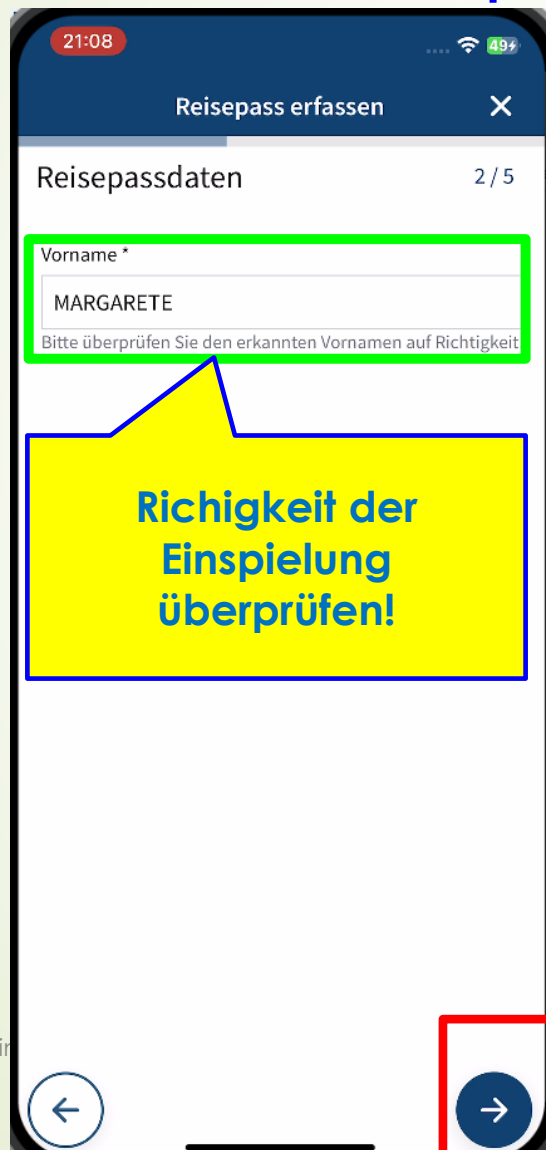 21:08
49
Reisepass erfassen
Reisepassdaten
2 / 5
Vorname *
MARGARETE
Bitte überprüfen Sie den erkannten Vornamen auf Richtigkeit
Richigkeit der
Einspielung
überprüfen!